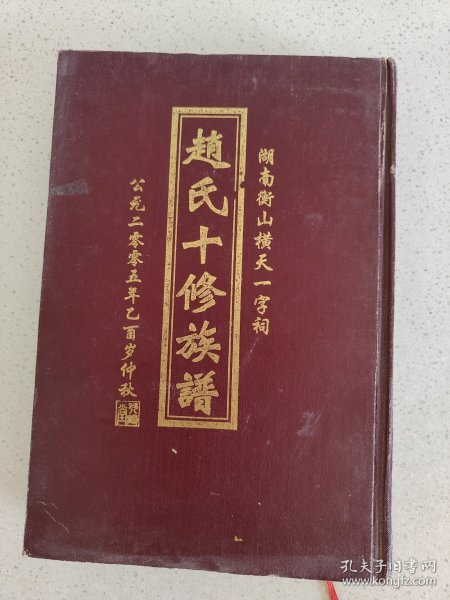 湖南衡山橫天一字祠
趙氏十修族譜
公元二零零五年乙酉岁仲秋
孔夫子旧书网
www.kongfz.com